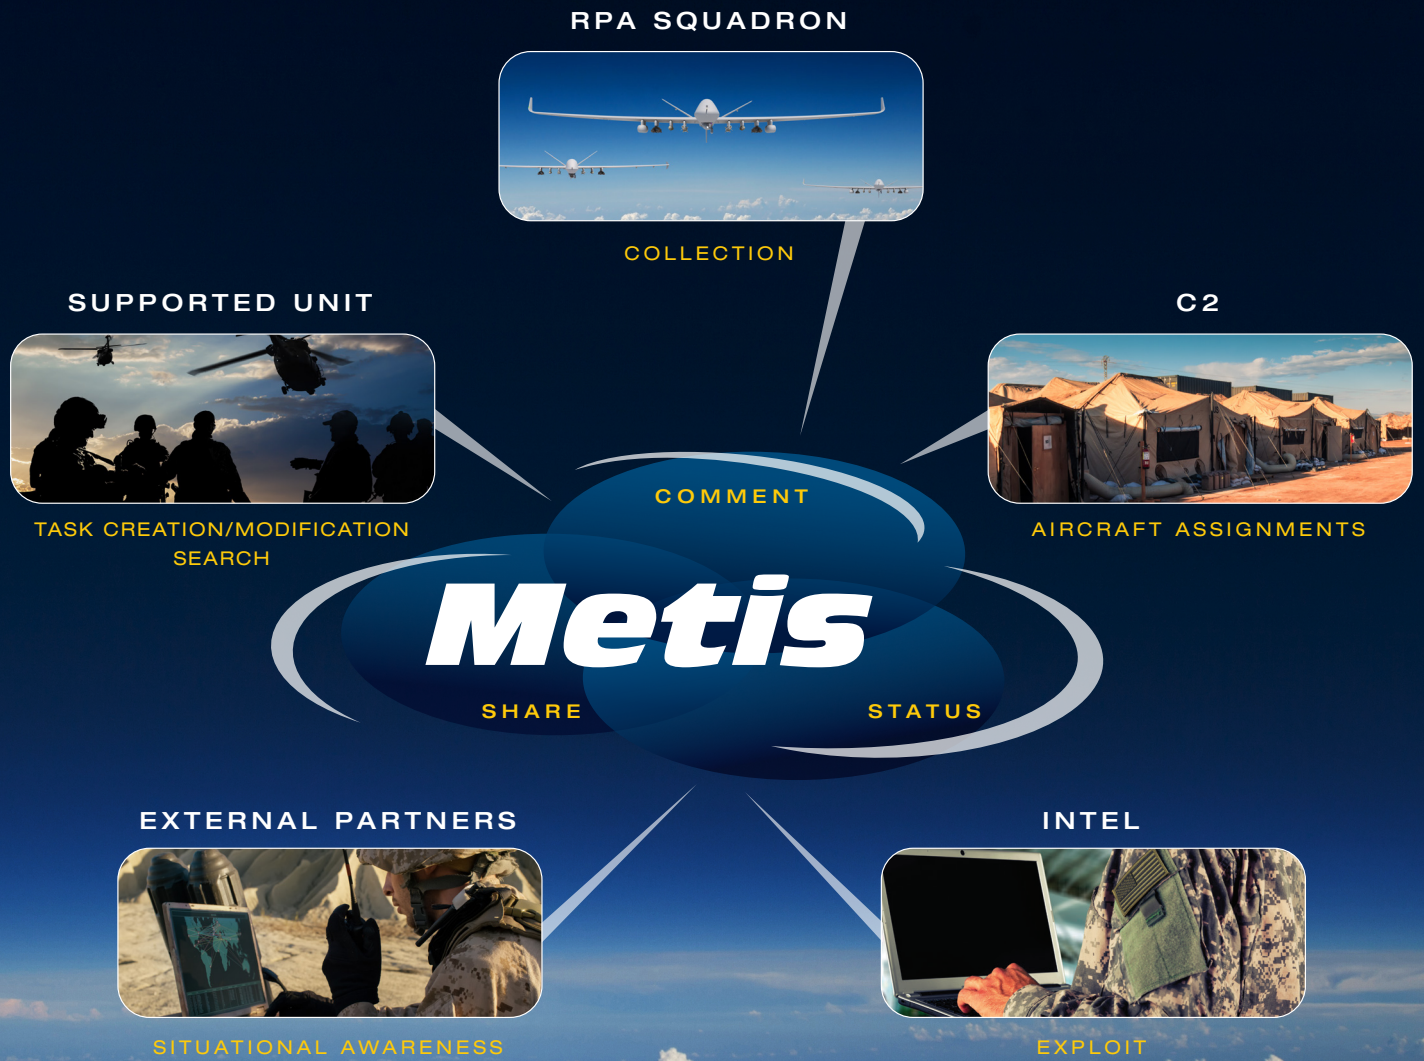 RPA SQUADRON
COLLECTION
SUPPORTED UNIT
C2
TASK CREATION/MODIFICATION
SEARCH
AIRCRAFT ASSIGNMENTS
COMMENT
Metis
SHARE
STATUS
EXTERNAL PARTNERS
INTEL
SITUATIONAL AWARENESS
EXPLOIT